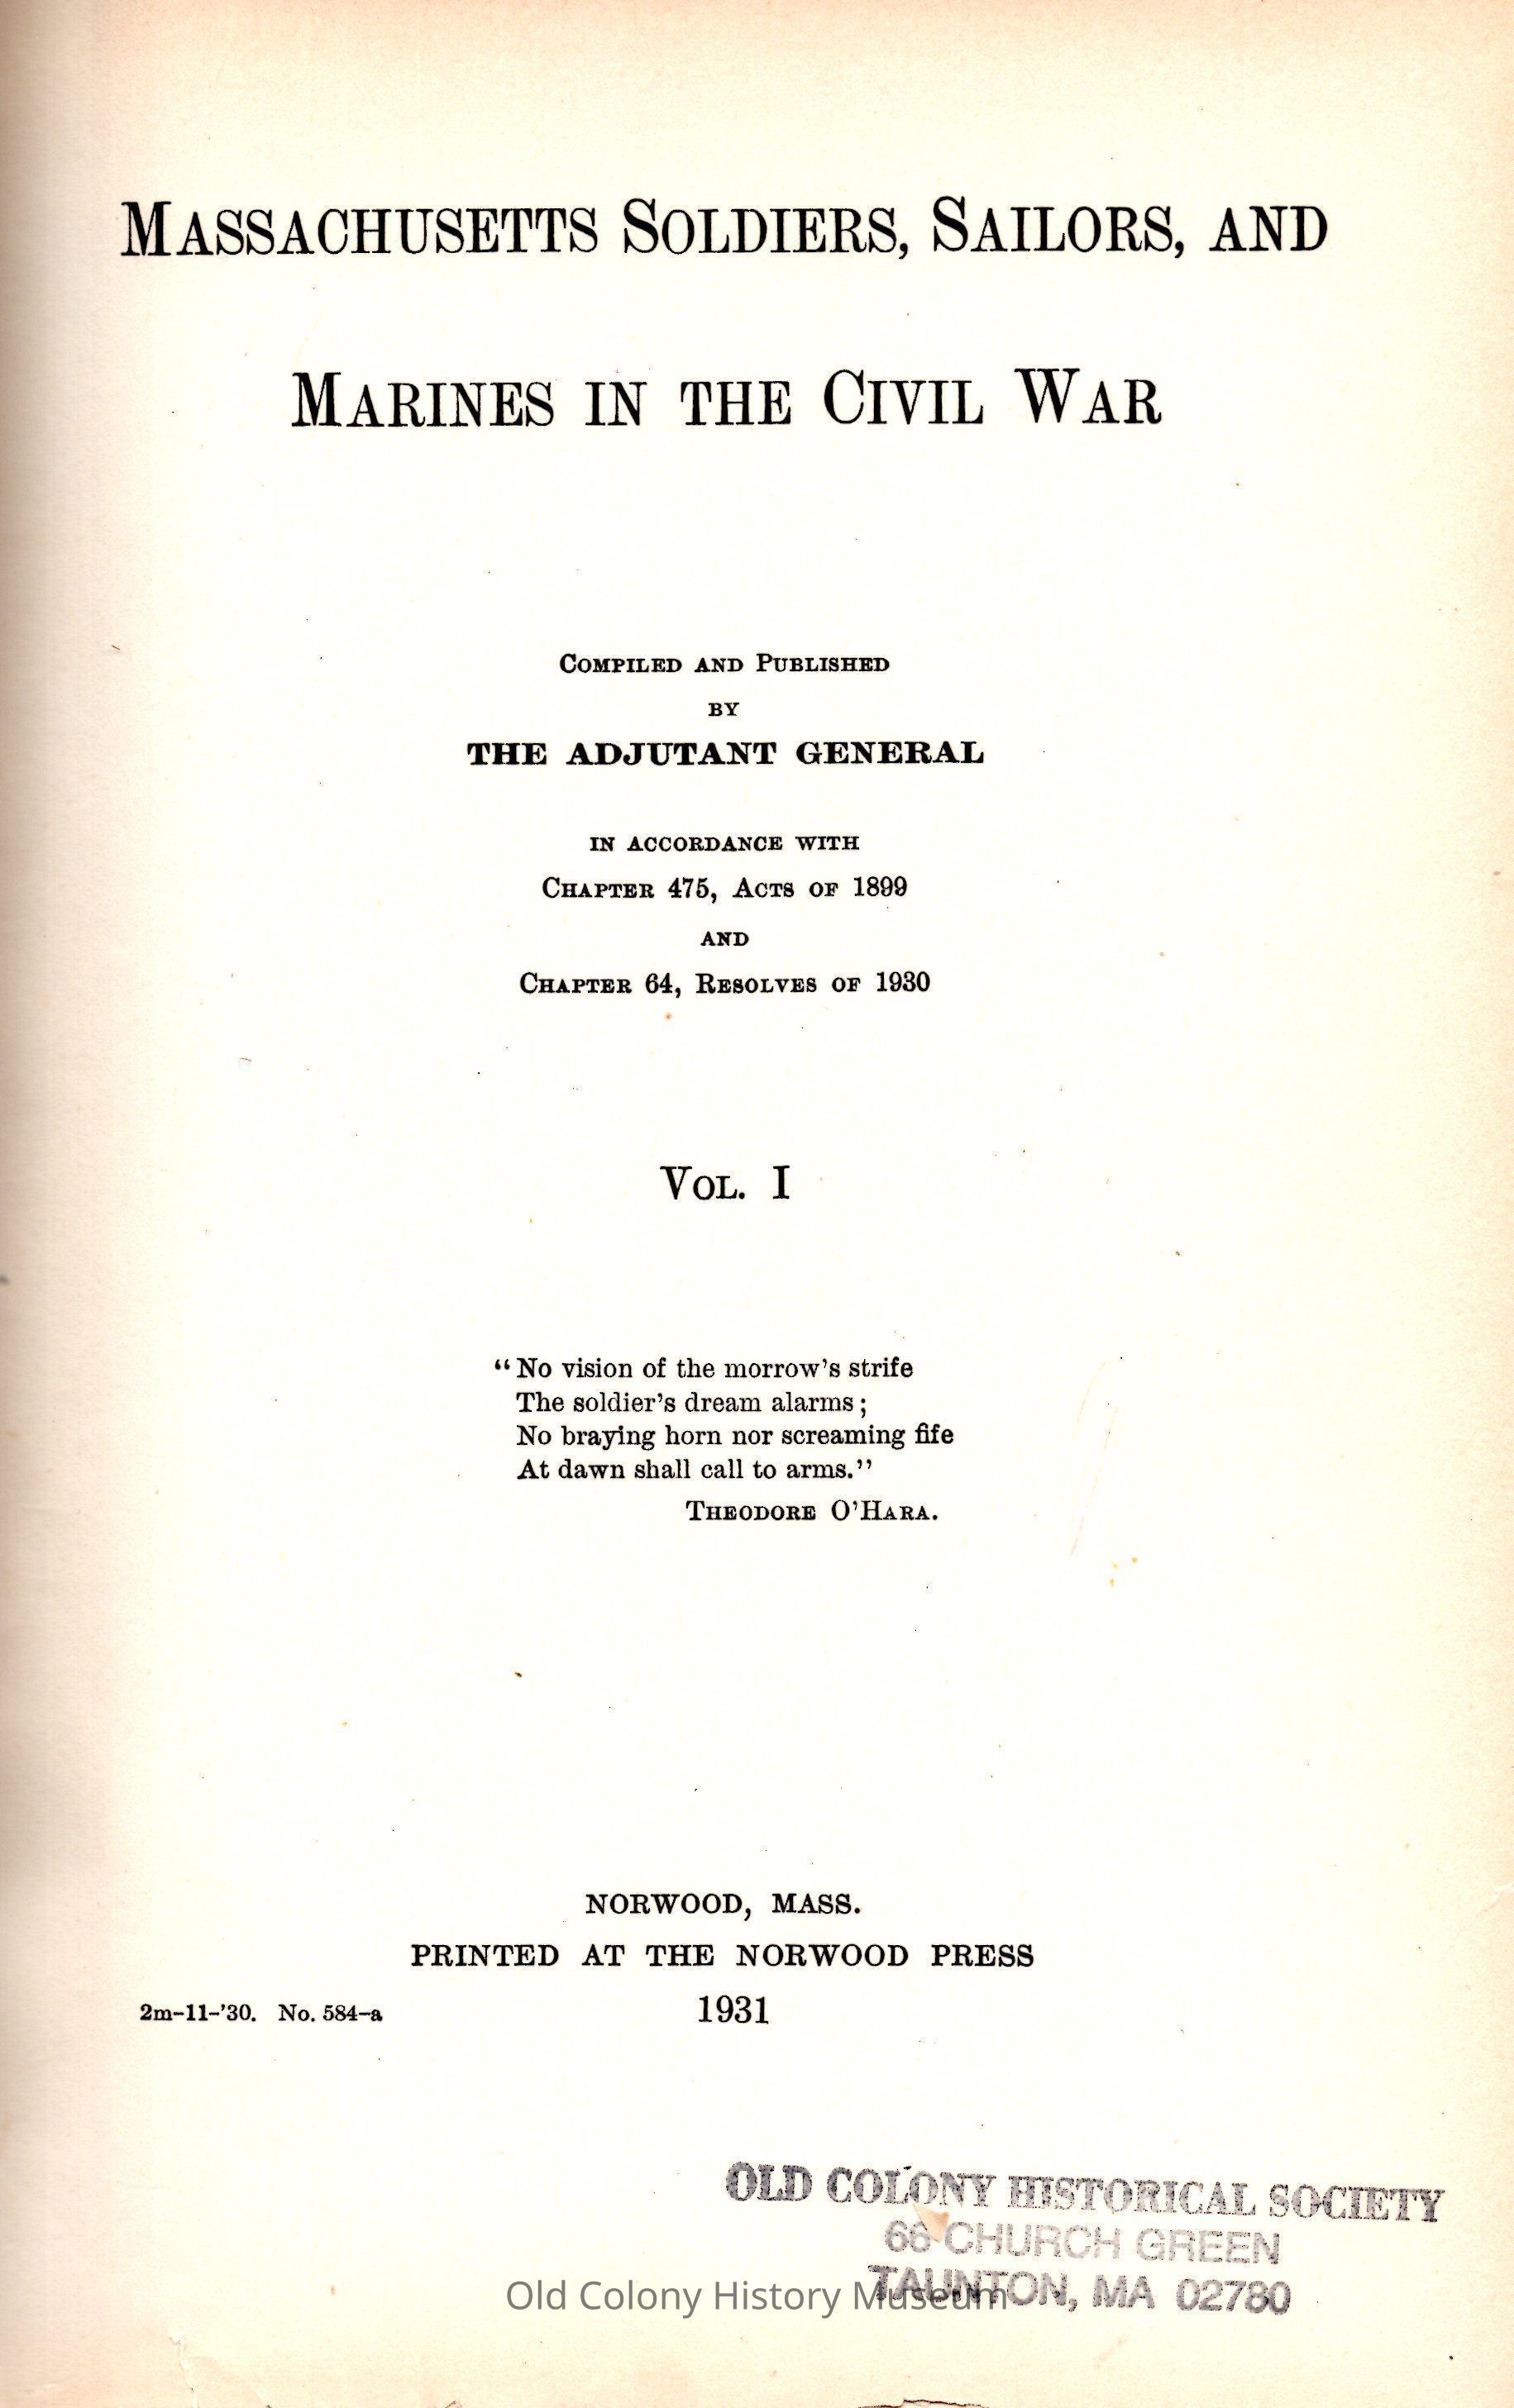 MASSACHUSETTS SOLDIERS, SAILORS, AND
MARINES IN THE CIVIL WAR
COMPILED AND PUBLISHED
BY
THE ADJUTANT GENERAL
IN ACCORDANCE WITH
CHAPTER 475, ACTS OF 1899
AND
CHAPTER 64, RESOLVES OF 1930
VOL. I
“No vision of the morrow’s strife
The soldier’s dream alarms;
No braying horn nor screaming fife
At dawn shall call to arms.”
THEODORE O’HARA.
NORWOOD, MASS.
PRINTED AT THE NORWOOD PRESS
2m-11-’30. No. 584-a 1931
OLD COLONY HISTORICAL SOCIETY
66 CHURCH GREEN
TAUNTON, MA 02780
Old Colony History Museum